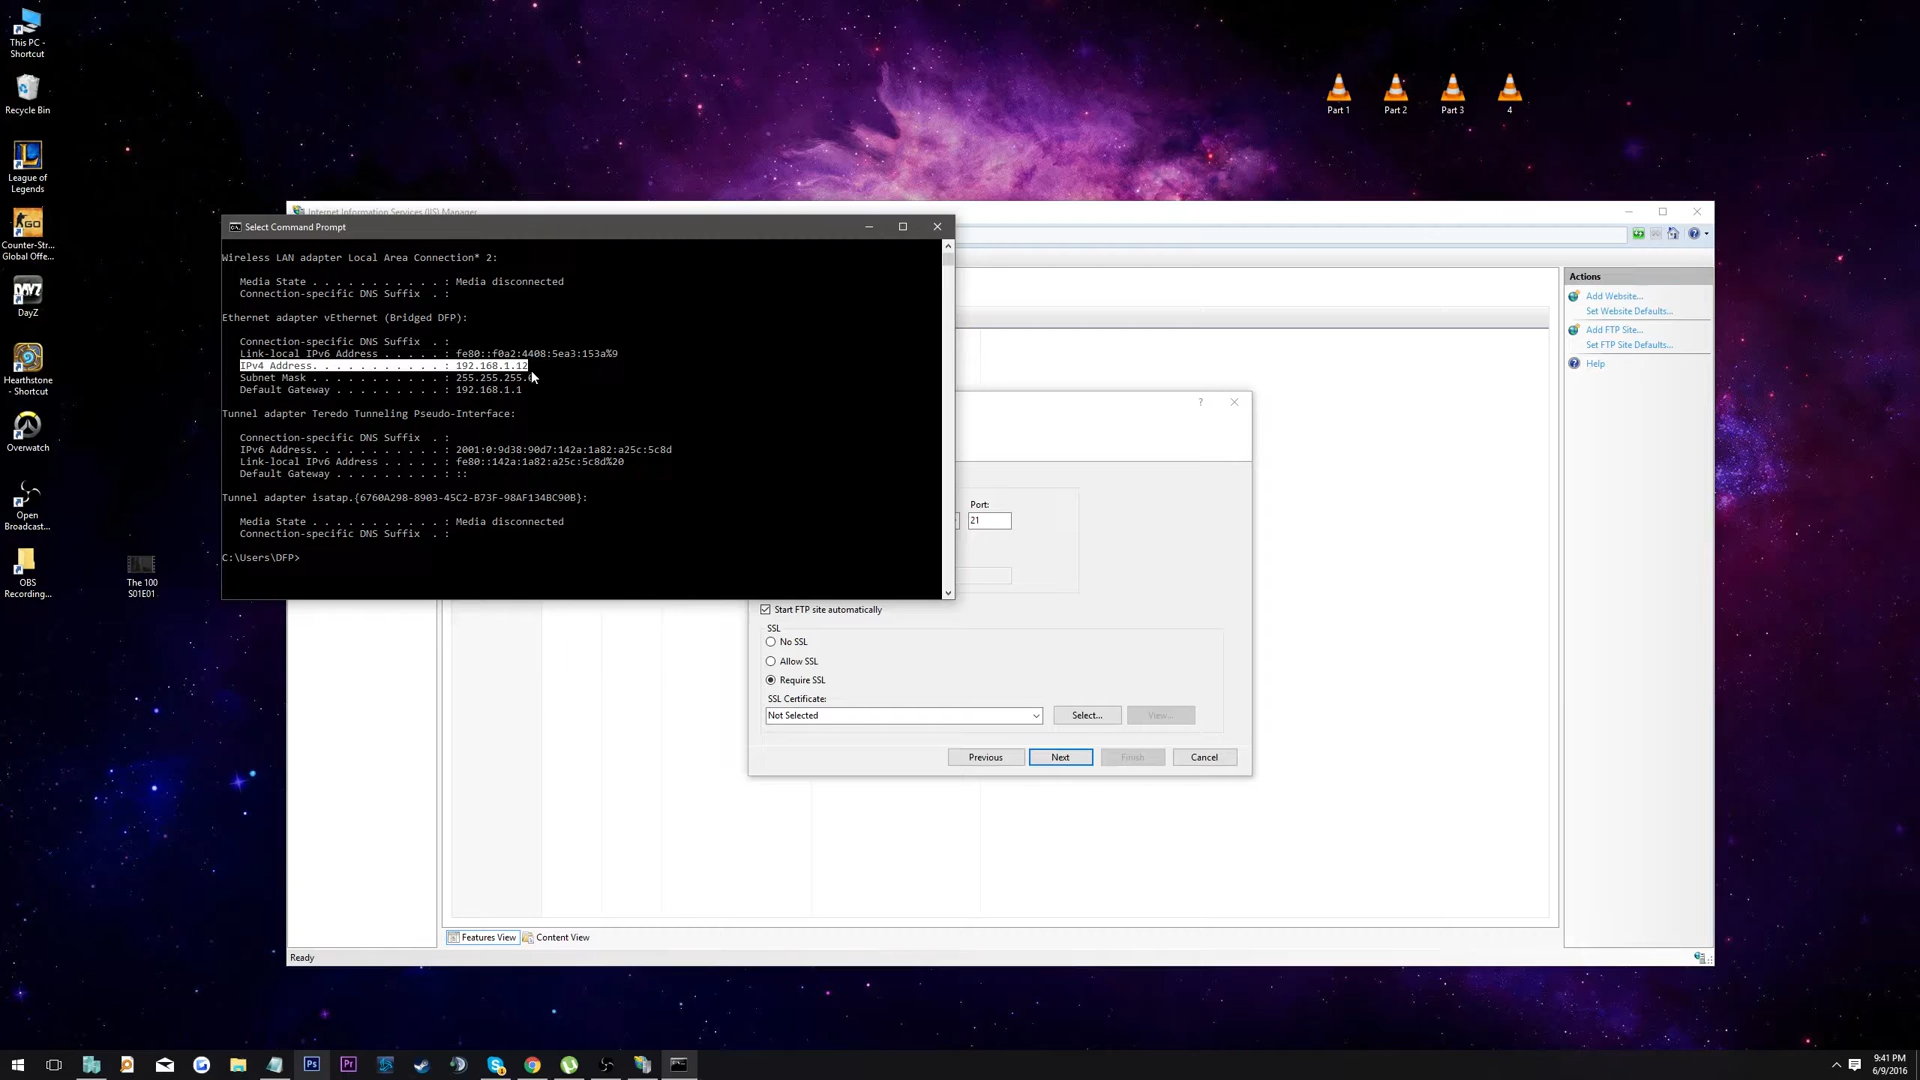 This PC -
Shortcut
Recycle Bin
League of
Legends
GO
Counter-Str...
Global Offe...
DAYZ
DayZ
Hearthstone
- Shortcut
Overwatch
Open
Broadcast...
OBS
Recording...
The 100
S01E01
Part 1
Part 2
Part 3
4
Internet Information Services (IIS) Manager
Select Command Prompt
Wireless LAN adapter Local Area Connection* 2:
Media State . . . . . . . . . . . : Media disconnected
Connection-specific DNS Suffix . :
Ethernet adapter vEthernet (Bridged DFP):
Connection-specific DNS Suffix . :
Link-local IPv6 Address . . . . . : fe80::f0a2:4408:5ea3:153a%9
IPv4 Address. . . . . . . . . . . : 192.168.1.12
Subnet Mask . . . . . . . . . . . : 255.255.255.
Default Gateway . . . . . . . . . : 192.168.1.1
Tunnel adapter Teredo Tunneling Pseudo-Interface:
Connection-specific DNS Suffix . :
IPv6 Address. . . . . . . . . . . : 2001:0:9d38:90d7:142a:1a82:a25c:5c8d
Link-local IPv6 Address . . . . . : fe80::142a:1a82:a25c:5c8d%20
Default Gateway . . . . . . . . . : ::
Tunnel adapter isatap.{6760A298-8903-45C2-B73F-98AF134BC90B}:
Media State . . . . . . . . . . . : Media disconnected
Connection-specific DNS Suffix . :
C:\Users\DFP>
Port:
21
Start FTP site automatically
SSL
No SSL
Allow SSL
Require SSL
SSL Certificate:
Not Selected
Select...
View...
Previous
Next
Finish
Cancel
Actions
Add Website...
Set Website Defaults...
Add FTP Site...
Set FTP Site Defaults...
Help
Features View
Content View
Ready
Ps
Pr
9:41 PM
6/9/2016